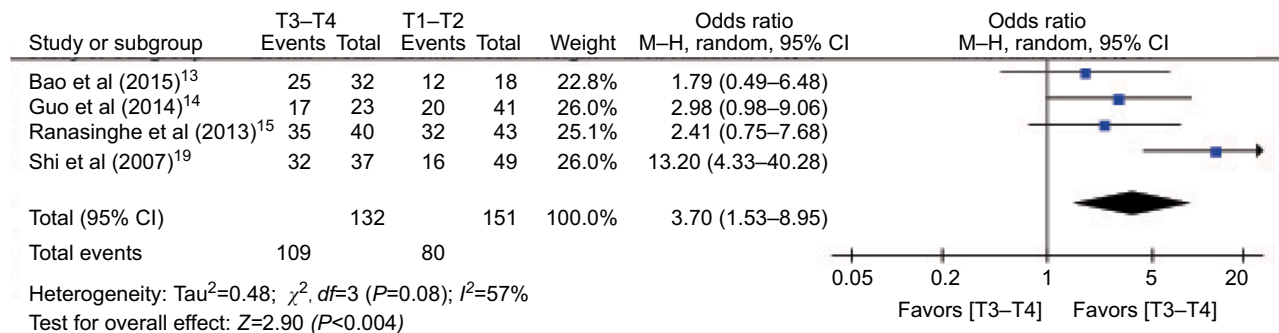 T3–T4 T1–T2 Odds ratio Odds ratio
Study or subgroup Events Total Events Total Weight M–H, random, 95% CI M–H, random, 95% CI
Bao et al (2015)13 25 32 12 18 22.8% 1.79 (0.49–6.48)
Guo et al (2014)14 17 23 20 41 26.0% 2.98 (0.98–9.06)
Ranasinghe et al (2013)15 35 40 32 43 25.1% 2.41 (0.75–7.68)
Shi et al (2007)19 32 37 16 49 26.0% 13.20 (4.33–40.28)
Total (95% CI) 132 151 100.0% 3.70 (1.53–8.95)
Total events 109 80
0.05 0.2 1 5 20
Heterogeneity: Tau2=0.48; χ2, df=3 (P=0.08); I2=57%
Favors [T3–T4] Favors [T3–T4]
Test for overall effect: Z=2.90 (P<0.004)